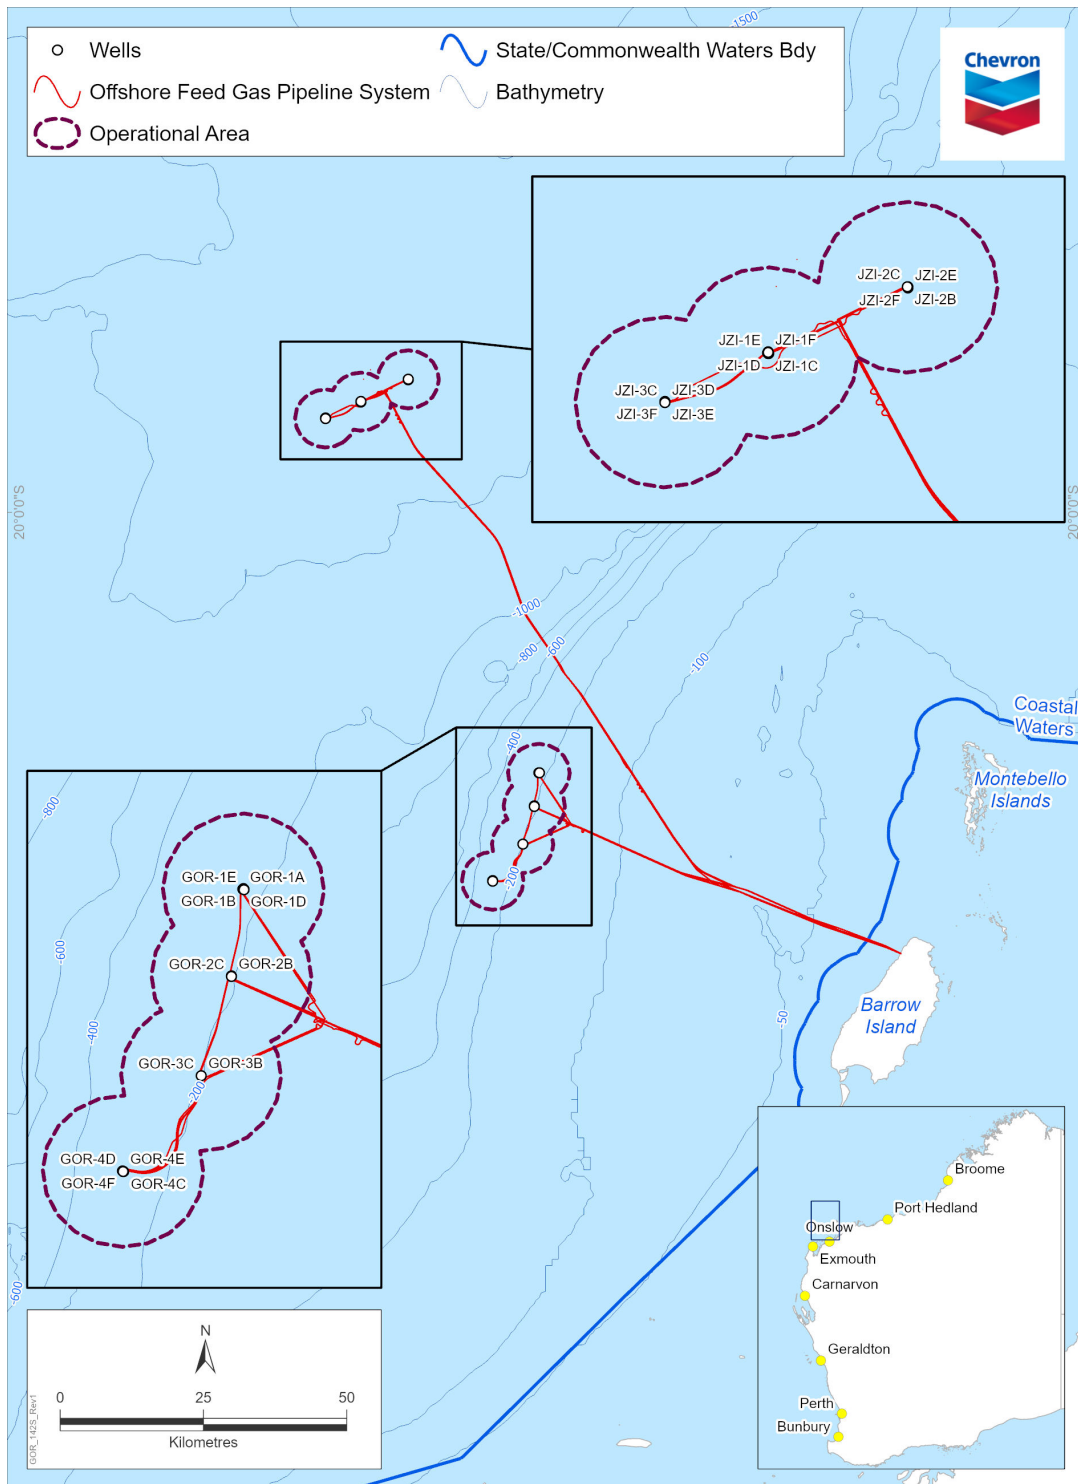 -1500
Wells
State/Commonwealth Waters Bdy
Offshore Feed Gas Pipeline System
Bathymetry
Operational Area
Chevron
JZI-2C
JZI-2E
JZI-2F
JZI-2B
JZI-1E
JZI-1F
JZI-1D
JZI-1C
JZI-3C
JZI-3D
JZI-3F
JZI-3E
20°0'0"S
20°0'0"S
-1000
-800
-600
-100
Coastal
Waters
Montebello
Islands
-400
-200
-800
GOR-1E
GOR-1A
GOR-1B
GOR-1D
-600
GOR-2C
GOR-2B
-400
GOR-3C
GOR-3B
-200
GOR-4D
GOR-4E
GOR-4F
GOR-4C
-50
Barrow
Island
-600
Broome
Port Hedland
Onslow
Exmouth
Carnarvon
Geraldton
Perth
Bunbury
N
0
25
50
Kilometres
GOR_142S_Rev1